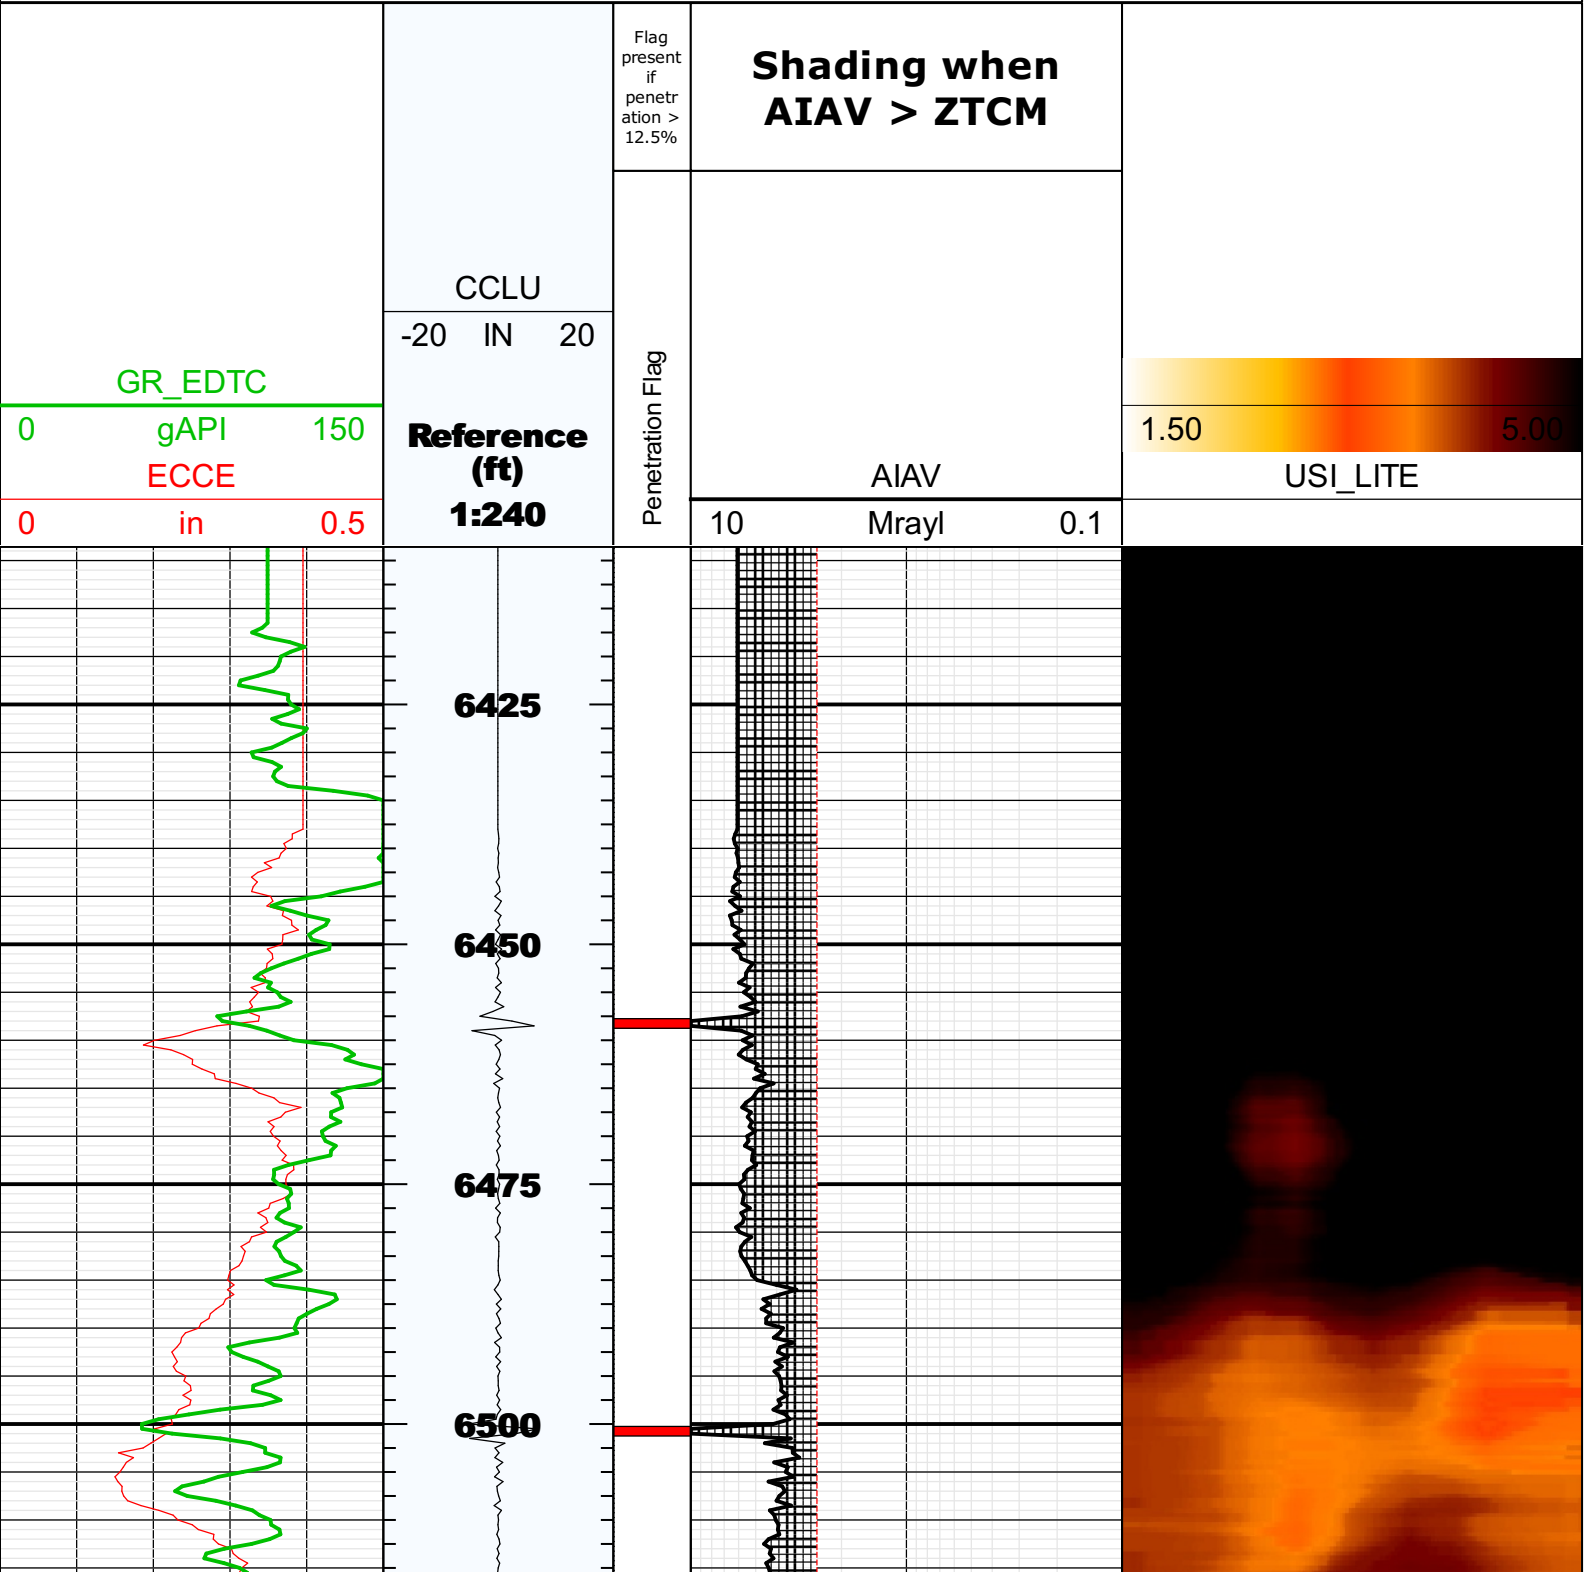 Flag
present
if
penetr
ation >
12.5%
Shading when
AIAV > ZTCM
CCLU
-20 IN 20
GR_EDTC
0 gAPI 150
ECCE
0 in 0.5
Reference
(ft)
1:240
Penetration Flag
AIAV
10 Mrayl 0.1
1.50 5.00
USI_LITE
6425
6450
6475
6500